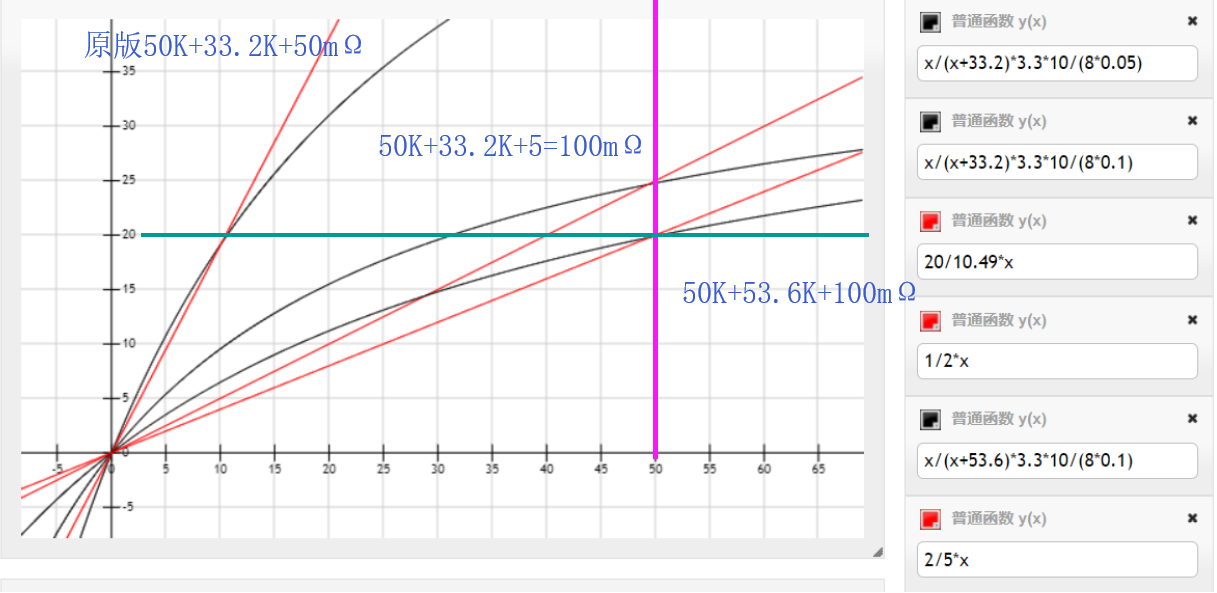 原版50K+33.2K+50mΩ
50K+33.2K+5=100mΩ
50K+53.6K+100mΩ
35
30
25
20
15
10
5
0
-5
-5
0
5
10
15
20
25
30
35
40
45
50
55
60
65
普通函数 y(x)
x/(x+33.2)*3.3*10/(8*0.05)
普通函数 y(x)
x/(x+33.2)*3.3*10/(8*0.1)
普通函数 y(x)
20/10.49*x
普通函数 y(x)
1/2*x
普通函数 y(x)
x/(x+53.6)*3.3*10/(8*0.1)
普通函数 y(x)
2/5*x